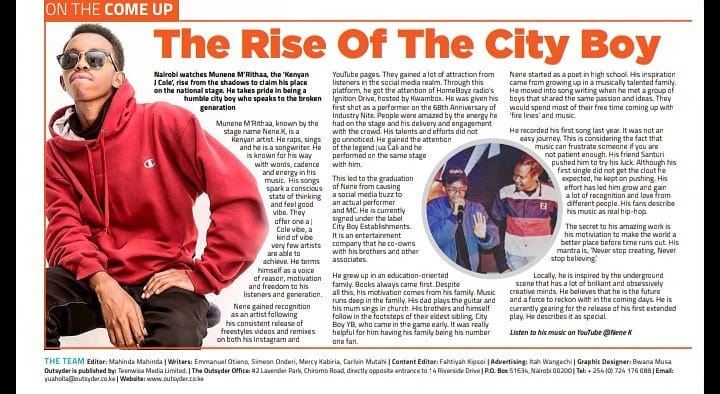 ON THE COME UP
The Rise Of The City Boy
Nairobi watches Munene M'Rithaa, the 'Kenyan
J Cole', rise from the shadows to claim his place
on the national stage. He takes pride in being a
humble city boy who speaks to the broken
generation
Munene M'Rithaa, known by the
stage name Nene.K, is a
Kenyan artist. He raps, sings
and he is a songwriter. He
is known for his way
with words, cadence
and energy in his
music. His songs
spark a conscious
state of thinking
and feel good
vibe. They
offer one a J
Cole vibe, a
kind of vibe
very few artists
are able to
achieve. He terms
himself as a voice
of reason, motivation
and freedom to his
listeners and generation.
Nene gained recognition
as an artist following
his consistent release of
freestyles videos and remixes
on both his Instagram and
YouTube pages. They gained a lot of attraction from
listeners in the social media realm. Through this
platform, he got the attention of HomeBoyz radio's
Ignition Drive, hosted by Kwambox. He was given his
first shot as a performer on the 68th Anniversary of
Industry Nite. People were amazed by the energy he
had on the stage and his delivery and engagement
with the crowd. His talents and efforts did not
go unnoticed. He gained the attention
of the legend Jua Cali and he
performed on the same stage
with him.
This led to the graduation
of Nene from causing
a social media buzz to
an actual performer
and MC. He is currently
signed under the label
City Boy Establishments.
It is an entertainment
company that he co-owns
with his brothers and other
associates.
He grew up in an education-oriented
family. Books always came first. Despite
all this, his motivation comes from his family. Music
runs deep in the family. His dad plays the guitar and
his mum sings in church. His brothers and himself
follow in the footsteps of their eldest sibling, City
Boy YB, who came in the game early. It was really
helpful for him having his family being his number
one fan.
Nene started as a poet in high school. His inspiration
came from growing up in a musically talented family.
He moved into song writing when he met a group of
boys that shared the same passion and ideas. They
would spend most of their free time coming up with
'fire lines' and music.
He recorded his first song last year. It was not an
easy journey. This is considering the fact that
music can frustrate someone if you are
not patient enough. His friend Santuri
pushed him to try his luck. Although his
first single did not get the clout he
expected, he kept on pushing. His
effort has led him grow and gain
a lot of recognition and love from
different people. His fans describe
his music as real hip-hop.
The secret to his amazing work is
his motiviation to make the world a
better place before time runs out. His
mantra is, 'Never stop creating, Never
stop believing.'
Locally, he is inspired by the underground
scene that has a lot of brilliant and obsessively
creative minds. He believes that he is the future
and a force to reckon with in the coming days. He is
currently gearing for the release of his first extended
play. He describes it as special.
Listen to his music on YouTube @Nene K
THE TEAM Editor: Mahinda Mahinda | Writers: Emmanuel Otieno, Simeon Onderi, Mercy Kabiria, Carlvin Mutahi | Content Editor: Fahtiyah Kipsoi | Advertising: Itah Wangechi | Graphic Designer: Bwana Musa
Outsyder is published by: Teenwise Media Limited. | The Outsyder Office: #2 Lavender Park, Chiromo Road, directly opposite entrance to 14 Riverside Drive | P.O. Box 51634, Nairobi 00200 | Tel: + 254 (0) 724 176 088 | Email:
yuaholla@outsyder.co.ke | Website: www.outsyder.co.ke